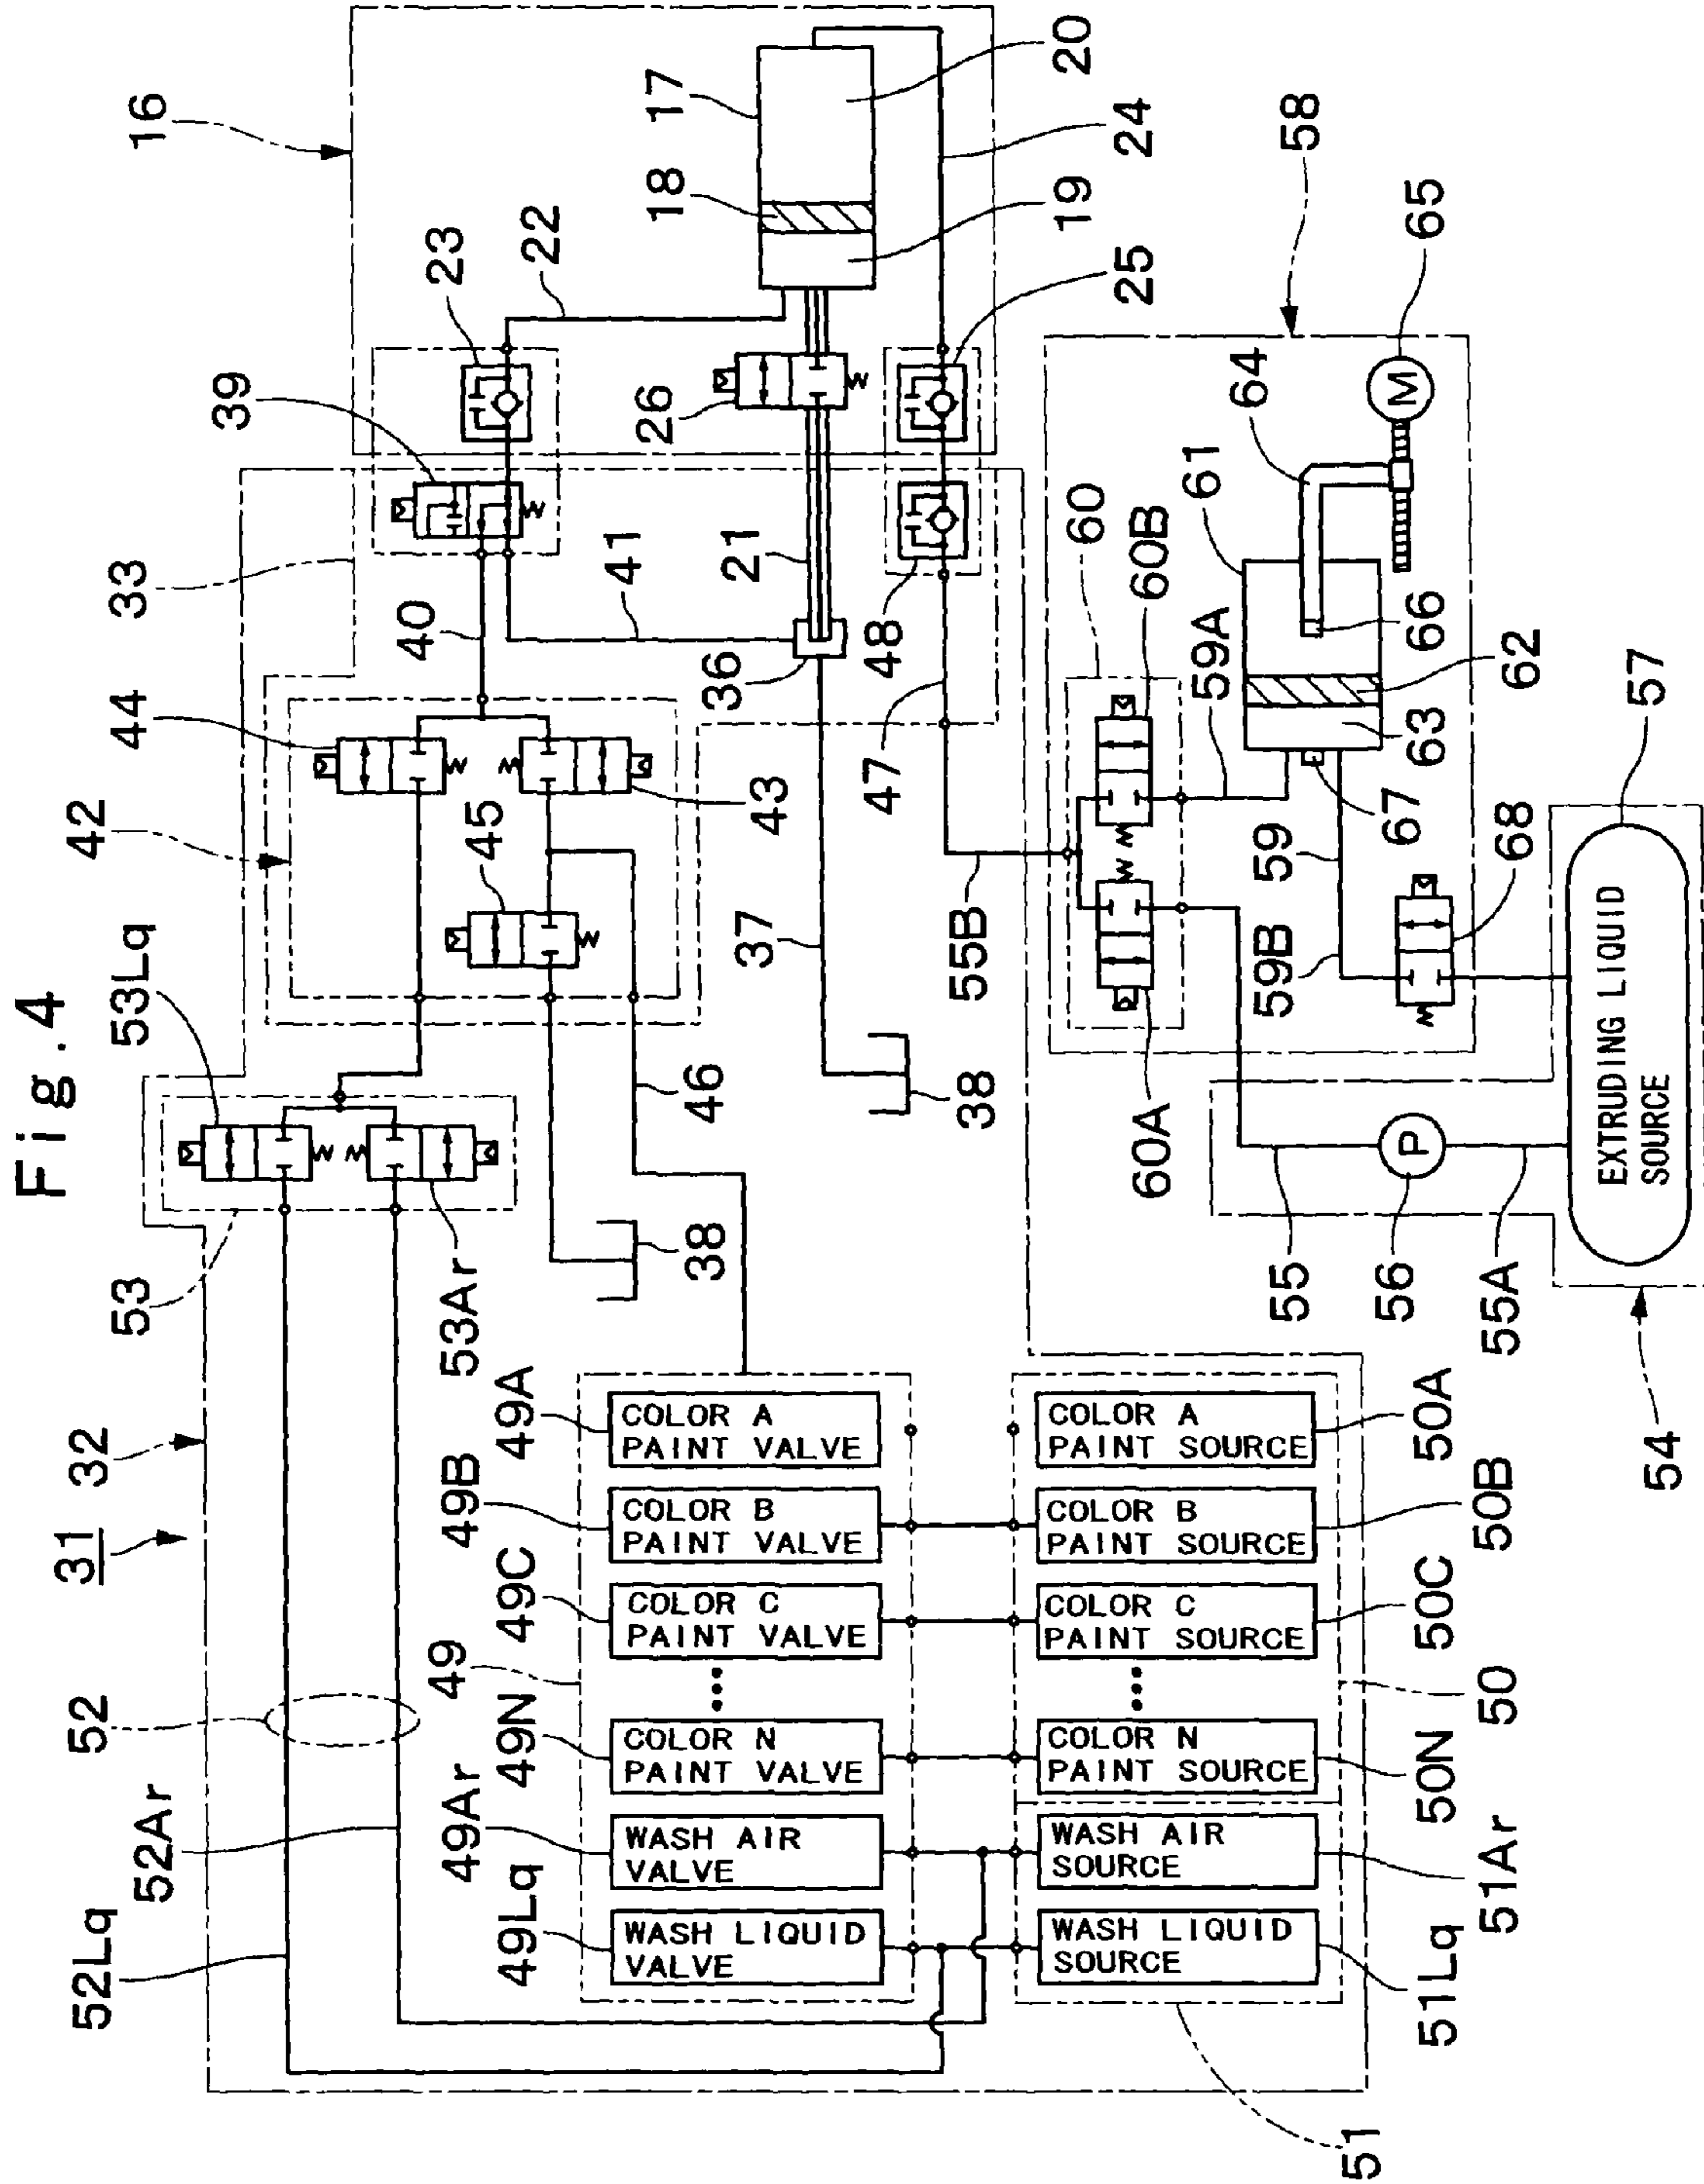 Fig. 4
16
17
18
19
20
21
22
23
24
25
26
31
32
33
36
37
38
38
39
40
41
42
43
44
45
46
47
48
49
49A
49B
49C
49N
49Ar
49Lq
50
50A
50B
50C
50N
51
51Ar
51Lq
52
52Ar
52Lq
53
53Lq
53Ar
54
55
55A
55B
56
57
58
59
59A
59B
60
60A
60B
61
62
63
64
65
66
67
68
M
P
COLOR A
PAINT VALVE
COLOR B
PAINT VALVE
COLOR C
PAINT VALVE
...
COLOR N
PAINT VALVE
WASH AIR
VALVE
WASH LIQUID
VALVE
COLOR A
PAINT SOURCE
COLOR B
PAINT SOURCE
COLOR C
PAINT SOURCE
...
COLOR N
PAINT SOURCE
WASH AIR
SOURCE
WASH LIQUID
SOURCE
EXTRUDING LIQUID
SOURCE